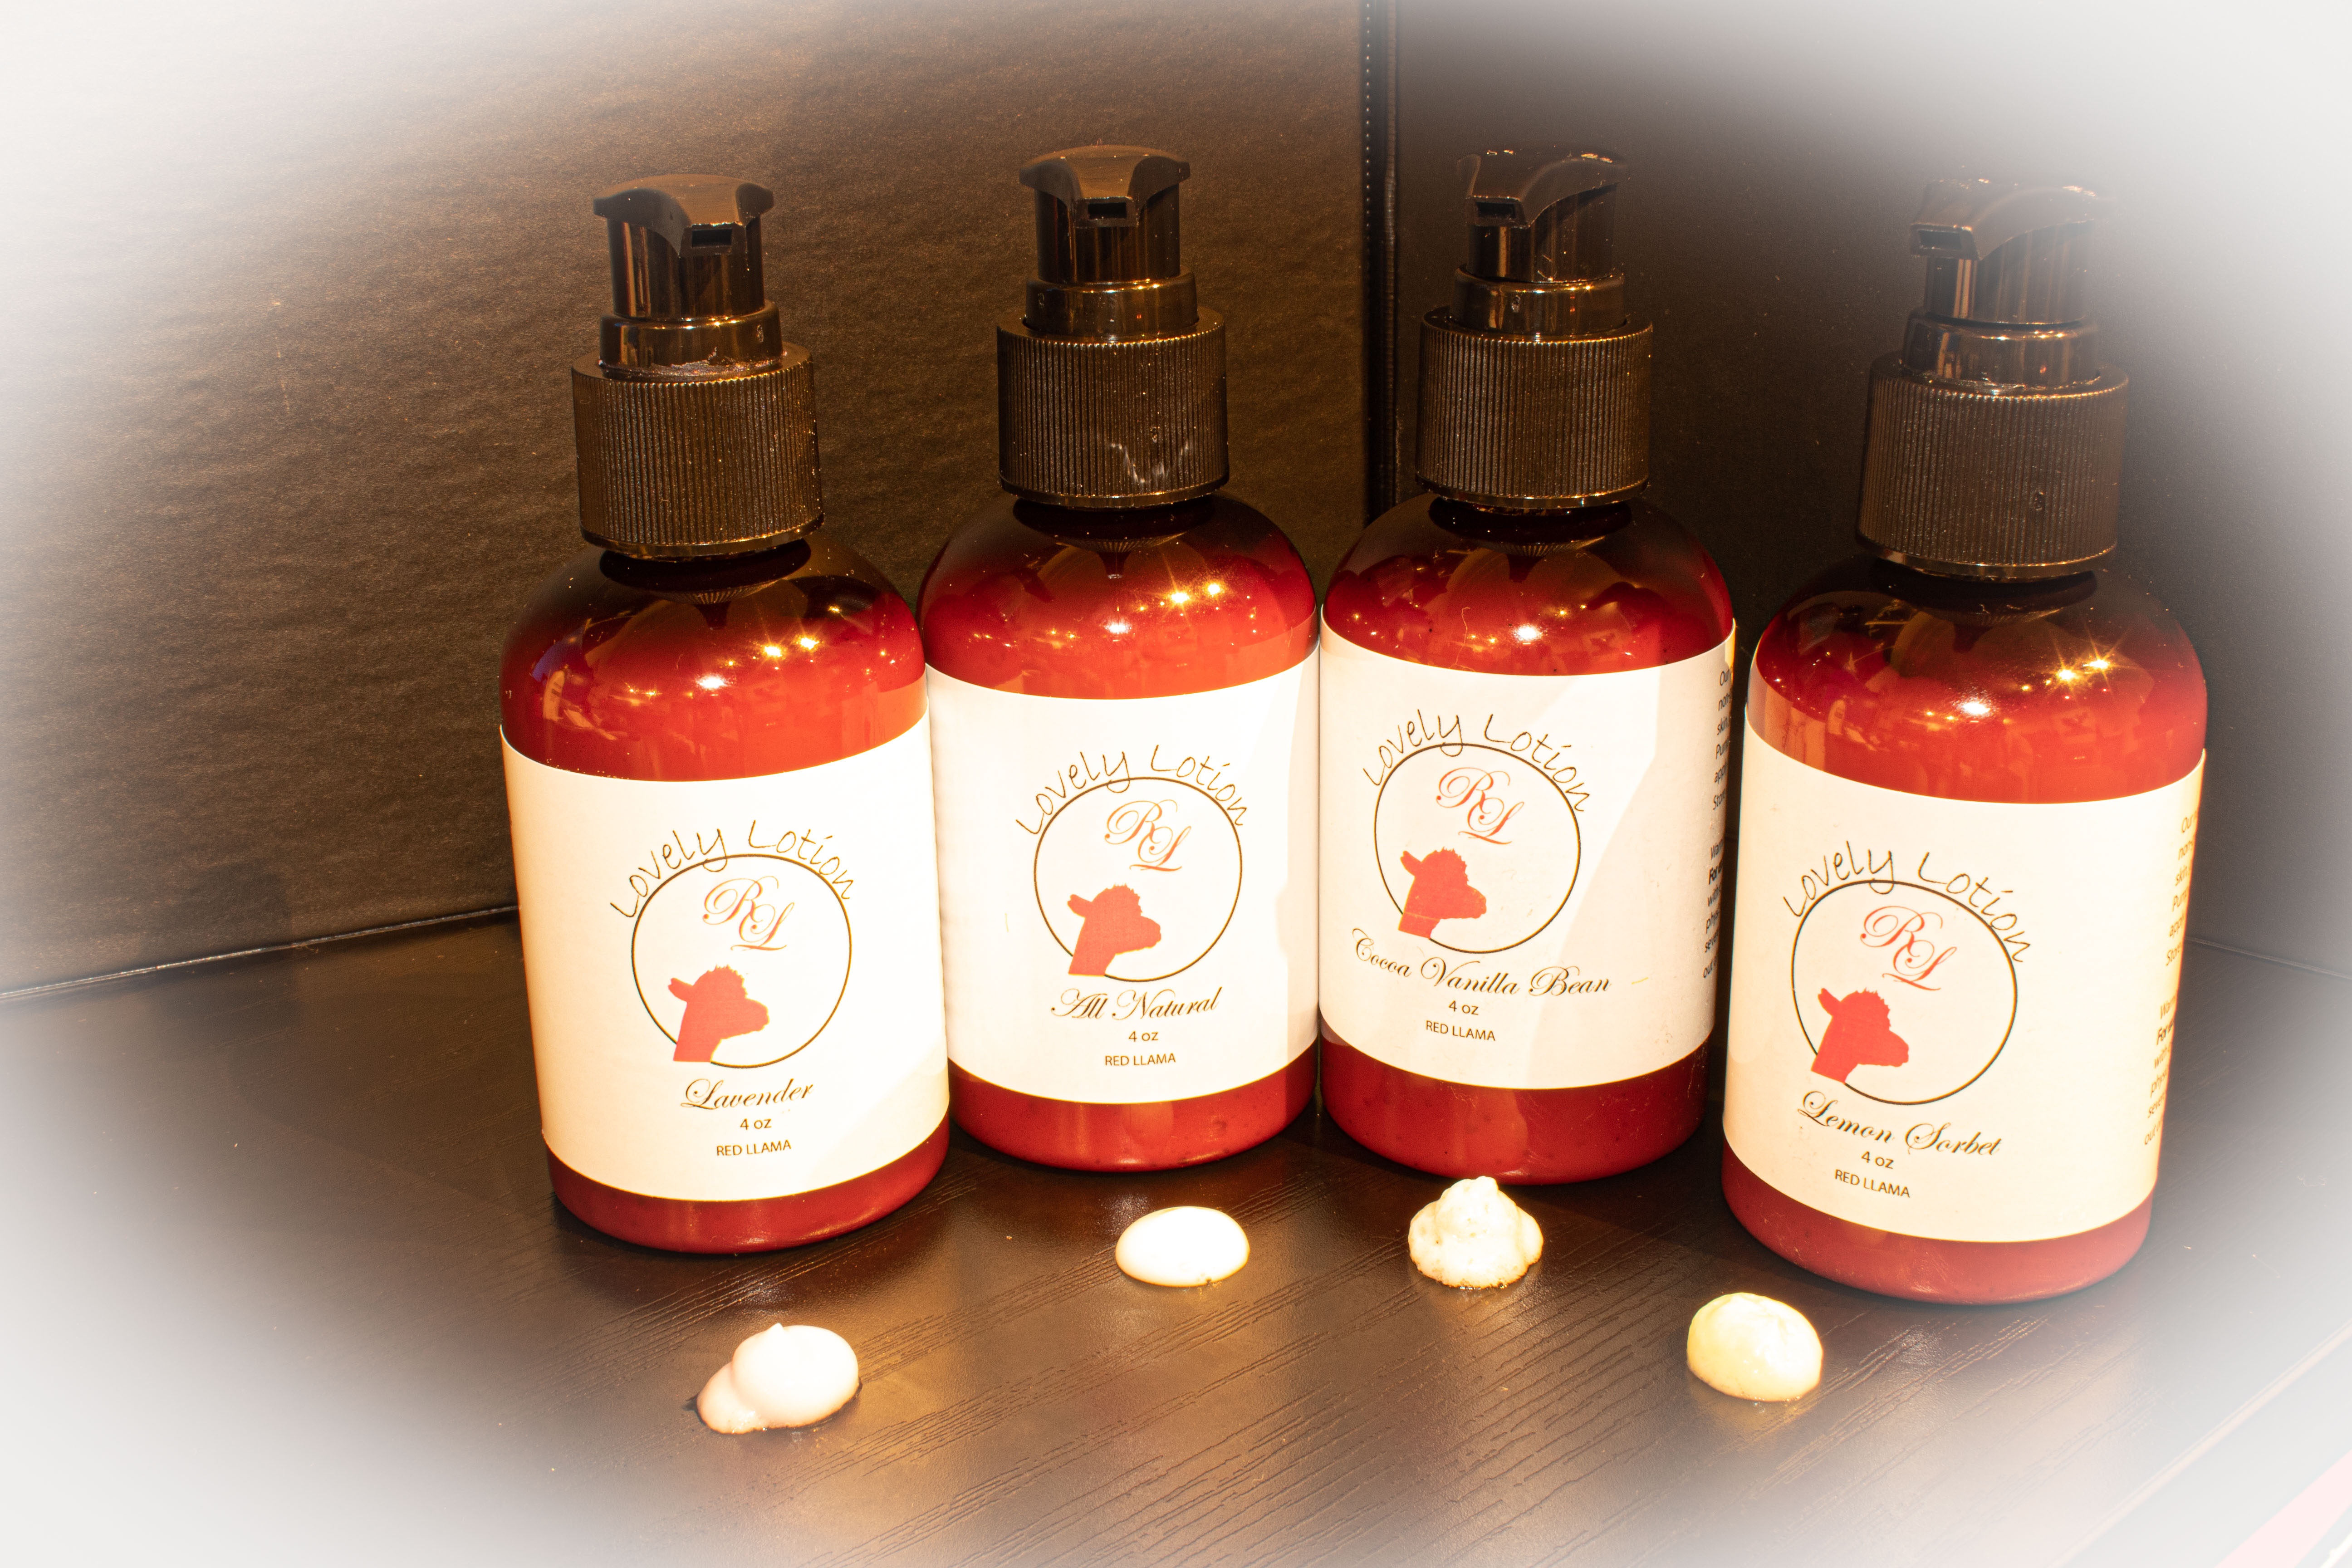 Lovely Lotion
RL
Lavender
4 oz
RED LLAMA
Lovely Lotion
RL
All Natural
4 oz
RED LLAMA
Lovely Lotion
RL
Cocoa Vanilla Bean
4 oz
RED LLAMA
Lovely Lotion
RL
Lemon Sorbet
4 oz
RED LLAMA